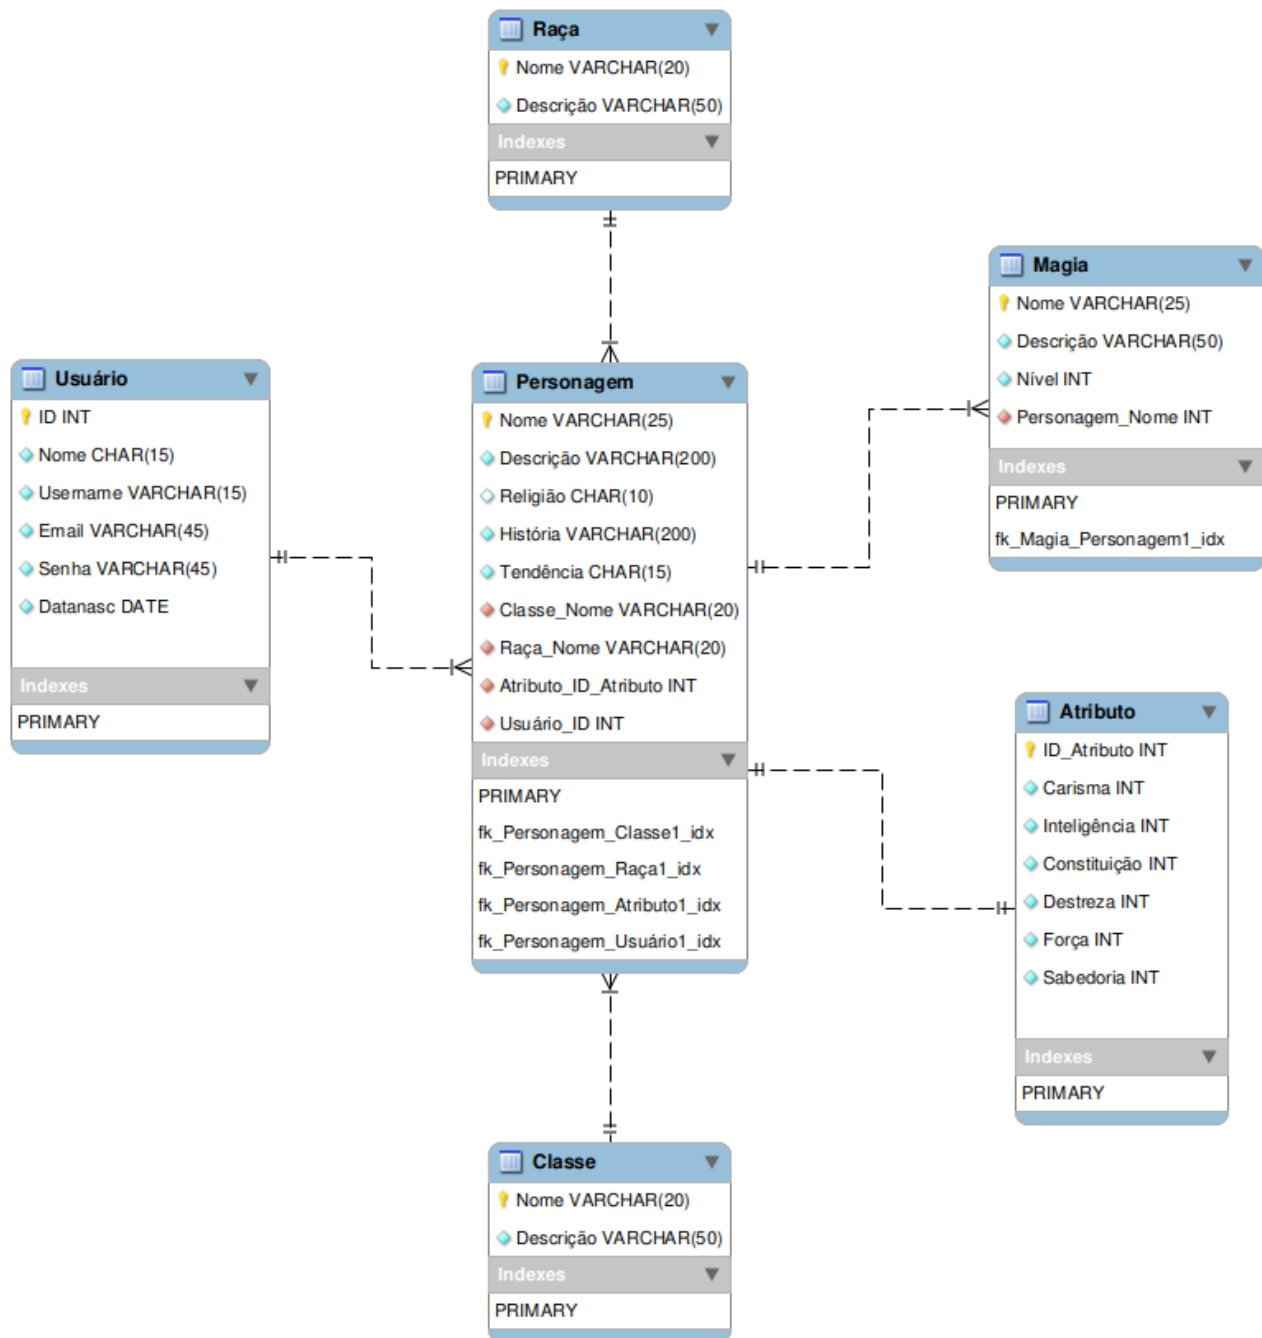 Raça
Nome VARCHAR(20)
Descrição VARCHAR(50)
Indexes
PRIMARY
Magia
Nome VARCHAR(25)
Descrição VARCHAR(50)
Nível INT
Personagem_Nome INT
Indexes
PRIMARY
fk_Magia_Personagem1_idx
Usuário
ID INT
Nome CHAR(15)
Username VARCHAR(15)
Email VARCHAR(45)
Senha VARCHAR(45)
Datanasc DATE
Indexes
PRIMARY
Personagem
Nome VARCHAR(25)
Descrição VARCHAR(200)
Religião CHAR(10)
História VARCHAR(200)
Tendência CHAR(15)
Classe_Nome VARCHAR(20)
Raça_Nome VARCHAR(20)
Atributo_ID_Atributo INT
Usuário_ID INT
Indexes
PRIMARY
fk_Personagem_Classe1_idx
fk_Personagem_Raça1_idx
fk_Personagem_Atributo1_idx
fk_Personagem_Usuário1_idx
Atributo
ID_Atributo INT
Carisma INT
Inteligência INT
Constituição INT
Destreza INT
Força INT
Sabedoria INT
Indexes
PRIMARY
Classe
Nome VARCHAR(20)
Descrição VARCHAR(50)
Indexes
PRIMARY